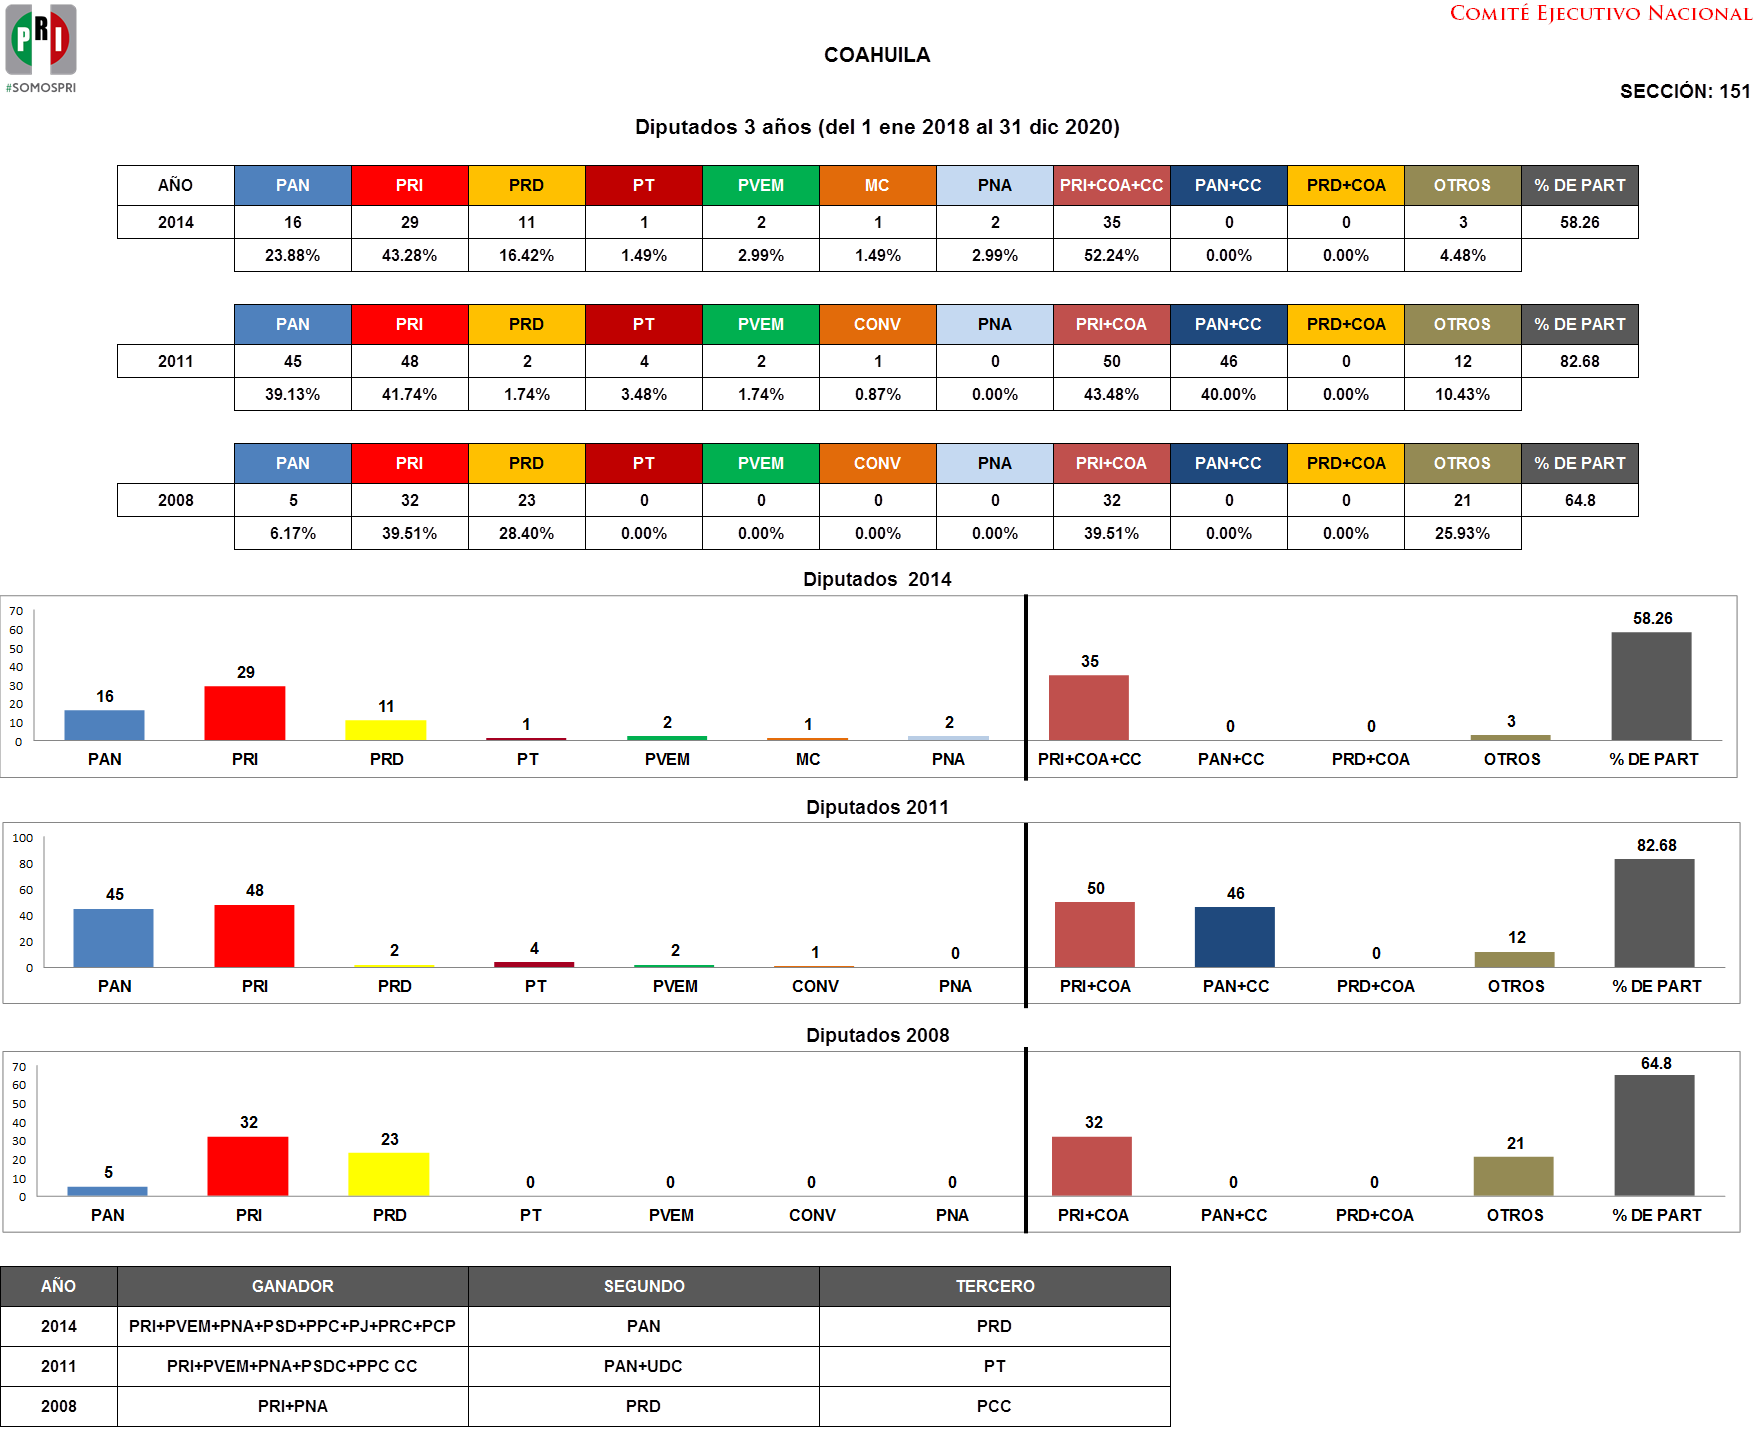 PRI
#SOMOSPRI
COMITÉ EJECUTIVO NACIONAL
COAHUILA
SECCIÓN: 151
Diputados 3 años (del 1 ene 2018 al 31 dic 2020)
AÑO PAN PRI PRD PT PVEM MC PNA PRI+COA+CC PAN+CC PRD+COA OTROS % DE PART
2014 16 29 11 1 2 1 2 35 0 0 3 58.26
23.88% 43.28% 16.42% 1.49% 2.99% 1.49% 2.99% 52.24% 0.00% 0.00% 4.48%
PAN PRI PRD PT PVEM CONV PNA PRI+COA PAN+CC PRD+COA OTROS % DE PART
2011 45 48 2 4 2 1 0 50 46 0 12 82.68
39.13% 41.74% 1.74% 3.48% 1.74% 0.87% 0.00% 43.48% 40.00% 0.00% 10.43%
PAN PRI PRD PT PVEM CONV PNA PRI+COA PAN+CC PRD+COA OTROS % DE PART
2008 5 32 23 0 0 0 0 32 0 0 21 64.8
6.17% 39.51% 28.40% 0.00% 0.00% 0.00% 0.00% 39.51% 0.00% 0.00% 25.93%
Diputados 2014
70
60
50
40
30
20
10
0
16 29 11 1 2 1 2 35 0 0 3 58.26
PAN PRI PRD PT PVEM MC PNA PRI+COA+CC PAN+CC PRD+COA OTROS % DE PART
Diputados 2011
100
80
60
40
20
0
45 48 2 4 2 1 0 50 46 0 12 82.68
PAN PRI PRD PT PVEM CONV PNA PRI+COA PAN+CC PRD+COA OTROS % DE PART
Diputados 2008
70
60
50
40
30
20
10
0
5 32 23 0 0 0 0 32 0 0 21 64.8
PAN PRI PRD PT PVEM CONV PNA PRI+COA PAN+CC PRD+COA OTROS % DE PART
AÑO GANADOR SEGUNDO TERCERO
2014 PRI+PVEM+PNA+PSD+PPC+PJ+PRC+PCP PAN PRD
2011 PRI+PVEM+PNA+PSDC+PPC CC PAN+UDC PT
2008 PRI+PNA PRD PCC